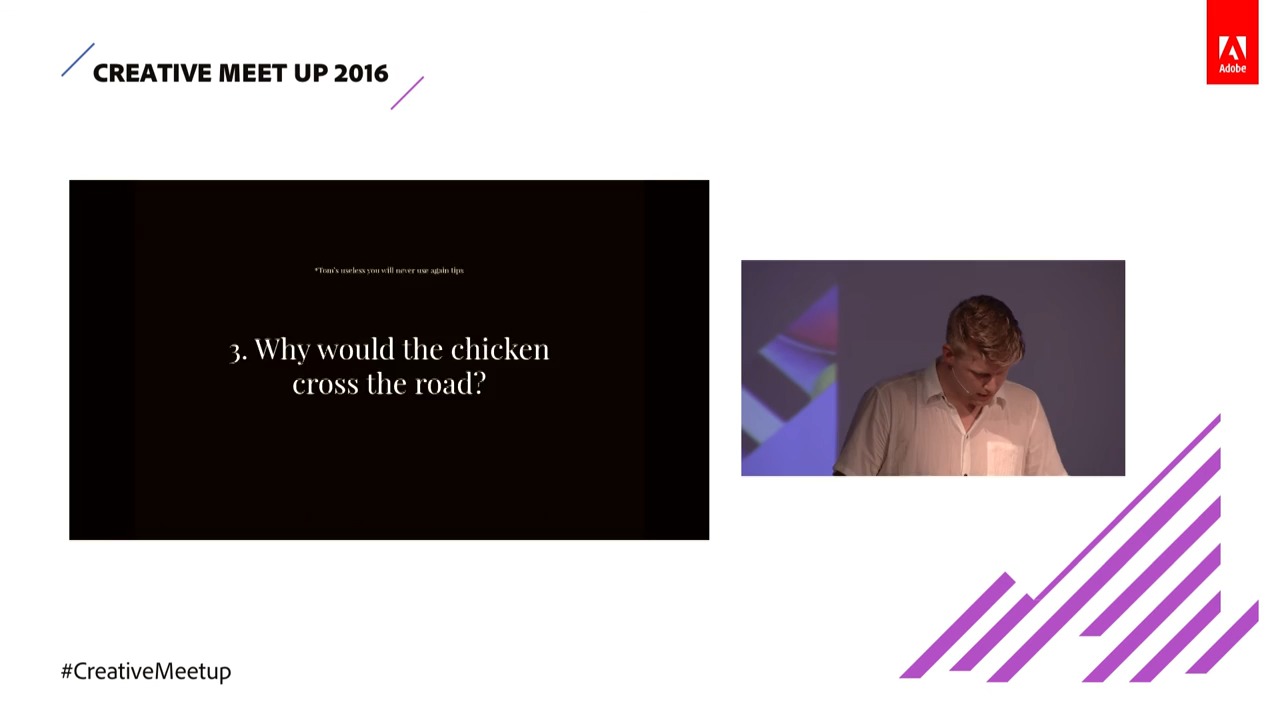 CREATIVE MEET UP 2016
Adobe
*Tom's useless you will never use again tips
3. Why would the chicken
cross the road?
#CreativeMeetup